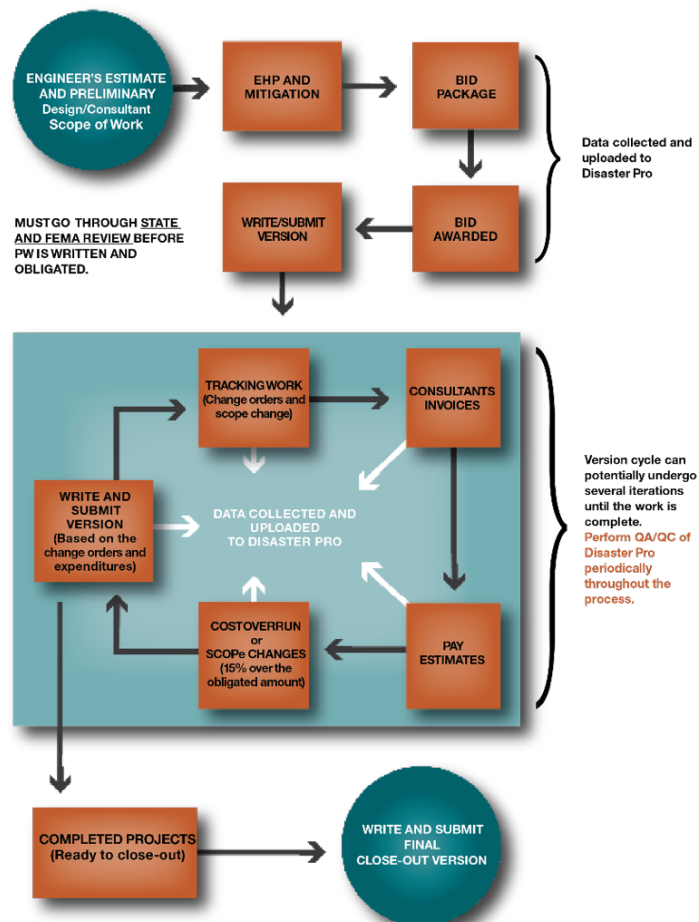 ENGINEER'S ESTIMATE
AND PRELIMINARY
Design/Consultant
Scope of Work
EHP AND
MITIGATION
BID
PACKAGE
Data collected and
uploaded to
Disaster Pro
MUST GO THROUGH STATE
AND FEMA REVIEW BEFORE
PW IS WRITTEN AND
OBLIGATED.
WRITE/SUBMIT
VERSION
BID
AWARDED
TRACKING WORK
(Change orders and
scope change)
CONSULTANTS
INVOICES
WRITE AND
SUBMIT
VERSION
(Based on the
change orders and
expenditures)
DATA COLLECTED AND
UPLOADED
TO DISASTER PRO
Version cycle can
potentially undergo
several iterations
until the work is
complete.
Perform QA/QC of
Disaster Pro
periodically
throughout the
process.
COSTOVERRUN
or
SCOPe CHANGES
(15% over the
obligated amount)
PAY
ESTIMATES
COMPLETED PROJECTS
(Ready to close-out)
WRITE AND SUBMIT
FINAL
CLOSE-OUT VERSION